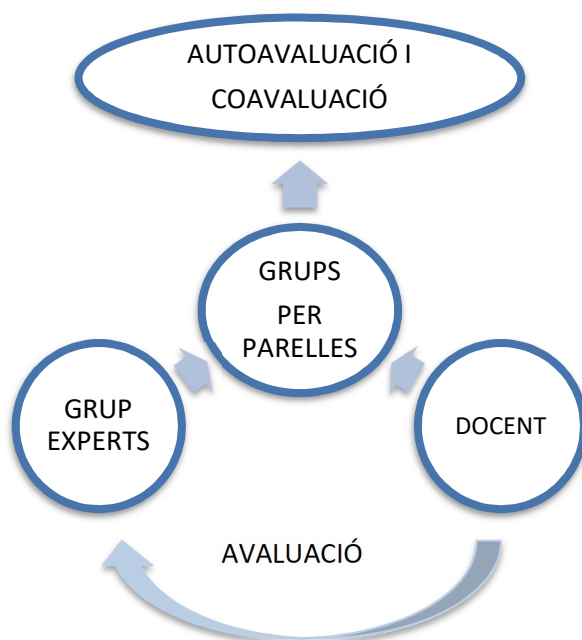 AUTOAVALUACIÓ I
COAVALUACIÓ
GRUPS
PER
PARELLES
GRUP
EXPERTS
DOCENT
AVALUACIÓ